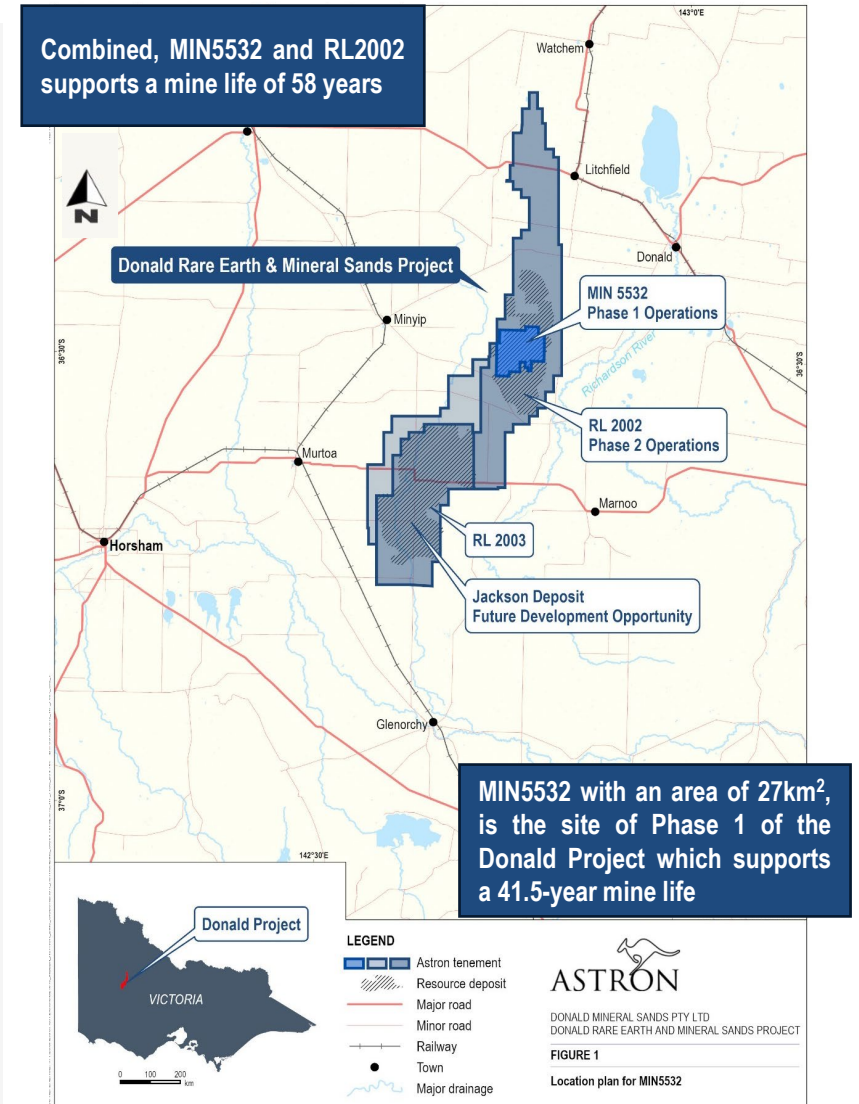 Combined, MIN5532 and RL2002
supports a mine life of 58 years
143°0'E
Watchem
N
Litchfield
Donald Rare Earth & Mineral Sands Project
Donald
MIN 5532
Phase 1 Operations
Minyip
36°30'S
36°30'S
Richardson River
RL 2002
Phase 2 Operations
Murtoa
Marnoo
RL 2003
Horsham
Jackson Deposit
Future Development Opportunity
Glenorchy
37°0'S
MIN5532 with an area of 27km²,
is the site of Phase 1 of the
Donald Project which supports
a 41.5-year mine life
142°30'E
Donald Project
VICTORIA
0 100 200
km
LEGEND
Astron tenement
Resource deposit
Major road
Minor road
Railway
Town
Major drainage
ASTRON
DONALD MINERAL SANDS PTY LTD
DONALD RARE EARTH AND MINERAL SANDS PROJECT
FIGURE 1
Location plan for MIN5532